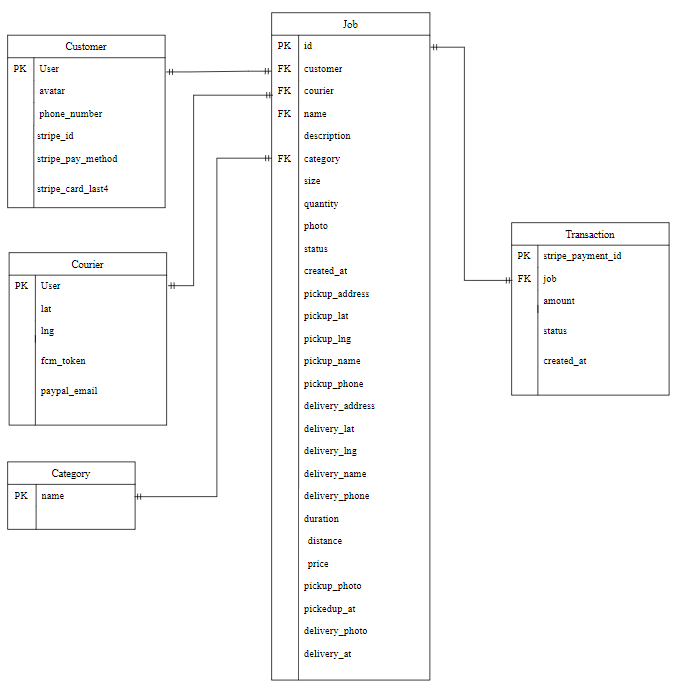 Customer
PK User
avatar
phone_number
stripe_id
stripe_pay_method
stripe_card_last4
Courier
PK User
lat
lng
fcm_token
paypal_email
Category
PK name
Job
PK id
FK customer
FK courier
FK name
description
FK category
size
quantity
photo
status
created_at
pickup_address
pickup_lat
pickup_lng
pickup_name
pickup_phone
delivery_address
delivery_lat
delivery_lng
delivery_name
delivery_phone
duration
distance
price
pickup_photo
pickedup_at
delivery_photo
delivery_at
Transaction
PK stripe_payment_id
FK job
amount
status
created_at